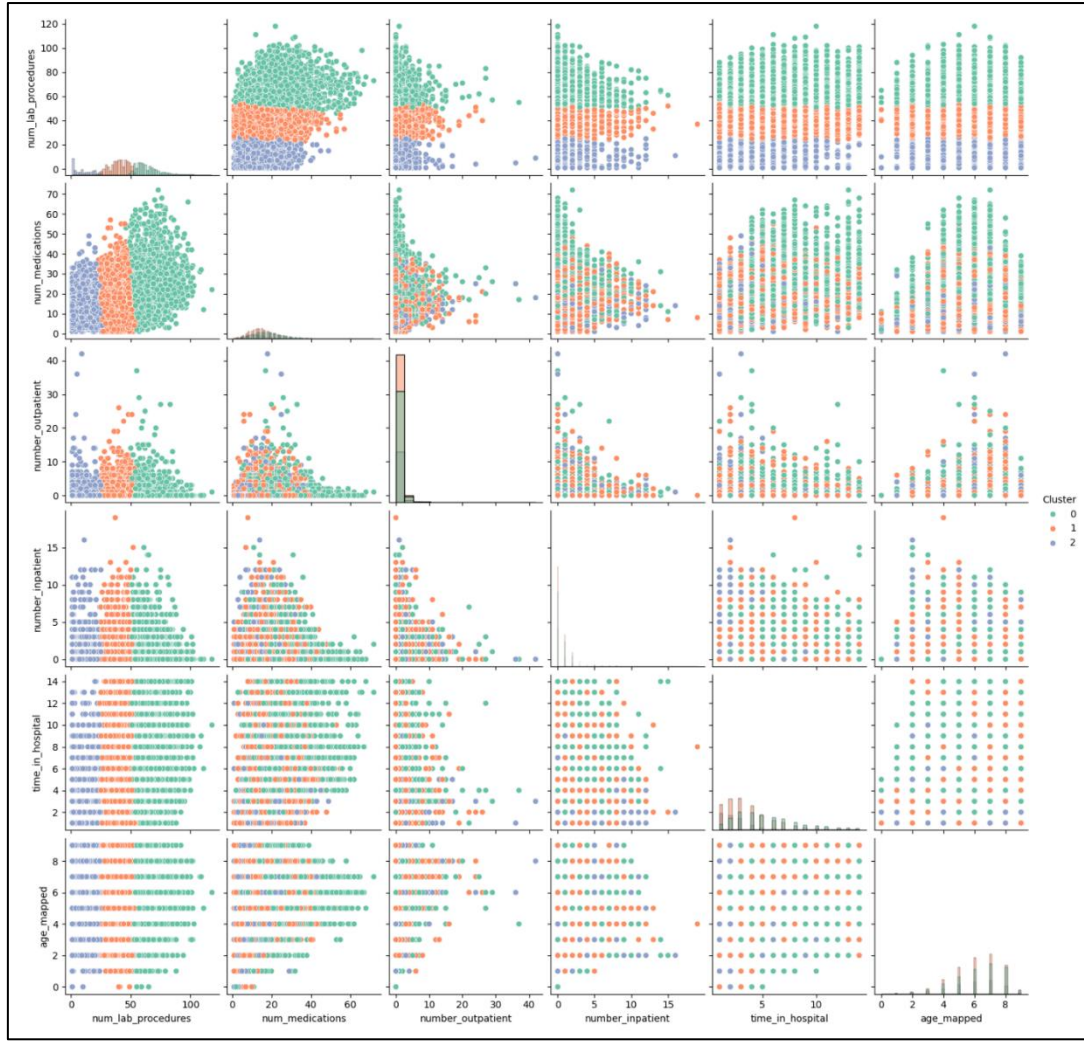 num_lab_procedures
120
100
80
60
40
20
0
num_medications
70
60
50
40
30
20
10
0
number_outpatient
40
30
20
10
0
Cluster
0
1
2
number_inpatient
15
10
5
0
time_in_hospital
14
12
10
8
6
4
2
age_mapped
8
6
4
2
0
0 50 100
0 20 40 60
0 10 20 30 40
0 5 10 15
5 10
0 2 4 6 8
num_lab_procedures
num_medications
number_outpatient
number_inpatient
time_in_hospital
age_mapped